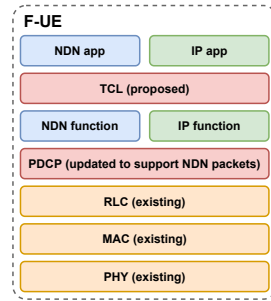 F-UE
NDN app IP app
TCL (proposed)
NDN function IP function
PDCP (updated to support NDN packets)
RLC (existing)
MAC (existing)
PHY (existing)